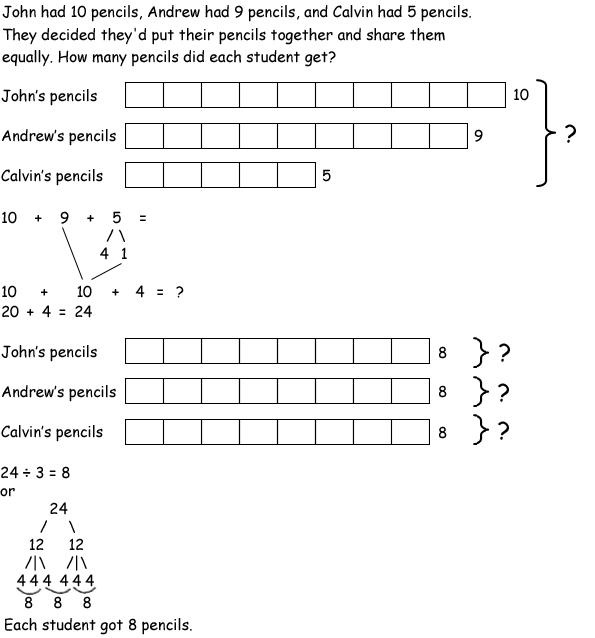 John had 10 pencils, Andrew had 9 pencils, and Calvin had 5 pencils.
They decided they'd put their pencils together and share them
equally. How many pencils did each student get?
John's pencils 10
Andrew's pencils 9 ?
Calvin's pencils 5
10 + 9 + 5 =
4 1
10 + 10 + 4 = ?
20 + 4 = 24
John's pencils 8 ?
Andrew's pencils 8 ?
Calvin's pencils 8 ?
24 ÷ 3 = 8
or
24
12 12
4 4 4 4 4 4
8 8 8
Each student got 8 pencils.